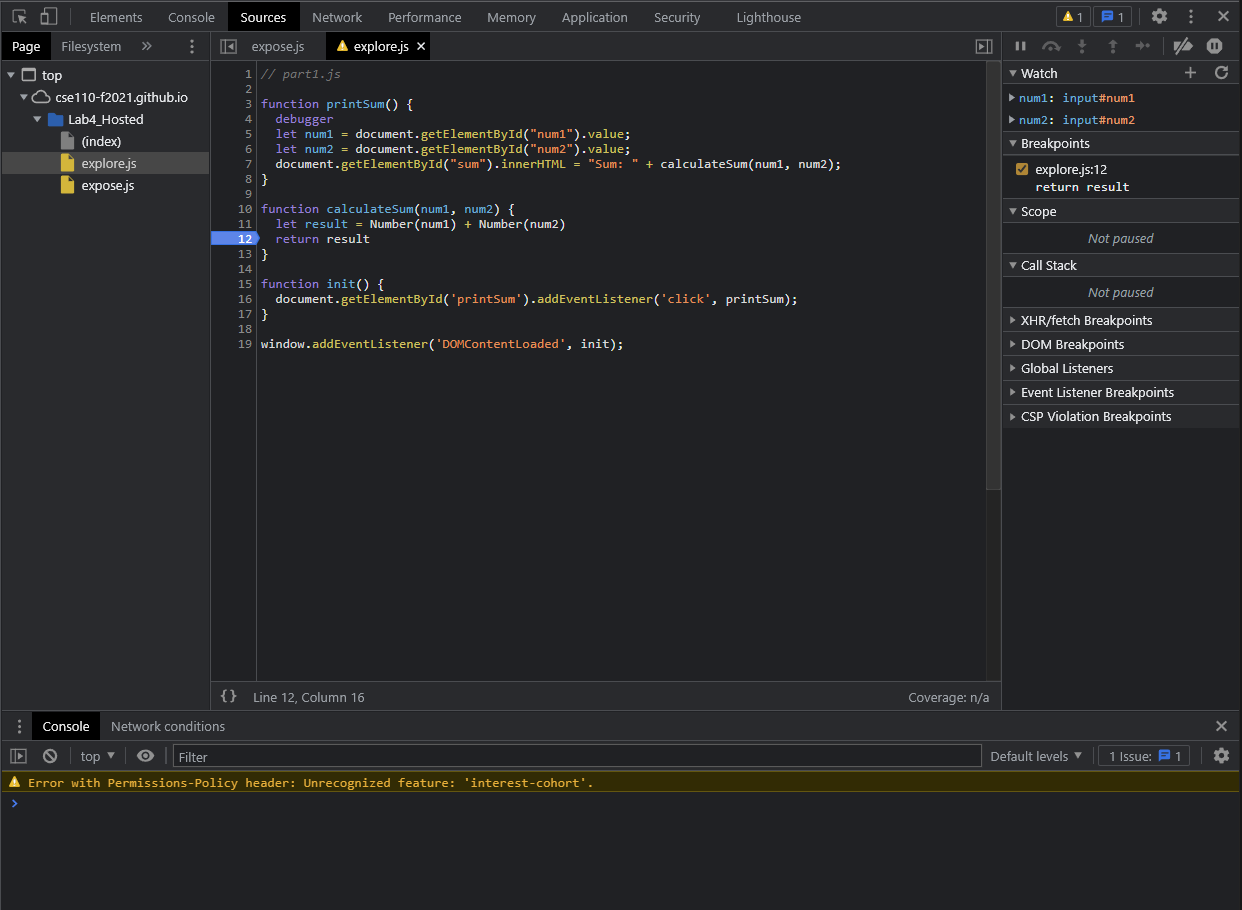 Elements Console Sources Network Performance Memory Application Security Lighthouse 1 1
Page Filesystem » expose.js explore.js ×
top
cse110-f2021.github.io
Lab4_Hosted
(index)
explore.js
expose.js
1 // part1.js
2
3 function printSum() {
4   debugger
5   let num1 = document.getElementById("num1").value;
6   let num2 = document.getElementById("num2").value;
7   document.getElementById("sum").innerHTML = "Sum: " + calculateSum(num1, num2);
8 }
9
10 function calculateSum(num1, num2) {
11   let result = Number(num1) + Number(num2)
12   return result
13 }
14
15 function init() {
16   document.getElementById('printSum').addEventListener('click', printSum);
17 }
18
19 window.addEventListener('DOMContentLoaded', init);
{} Line 12, Column 16 Coverage: n/a
Watch
num1: input#num1
num2: input#num2
Breakpoints
explore.js:12
return result
Scope
Not paused
Call Stack
Not paused
XHR/fetch Breakpoints
DOM Breakpoints
Global Listeners
Event Listener Breakpoints
CSP Violation Breakpoints
Console Network conditions
top Filter Default levels 1 Issue: 1
Error with Permissions-Policy header: Unrecognized feature: 'interest-cohort'.